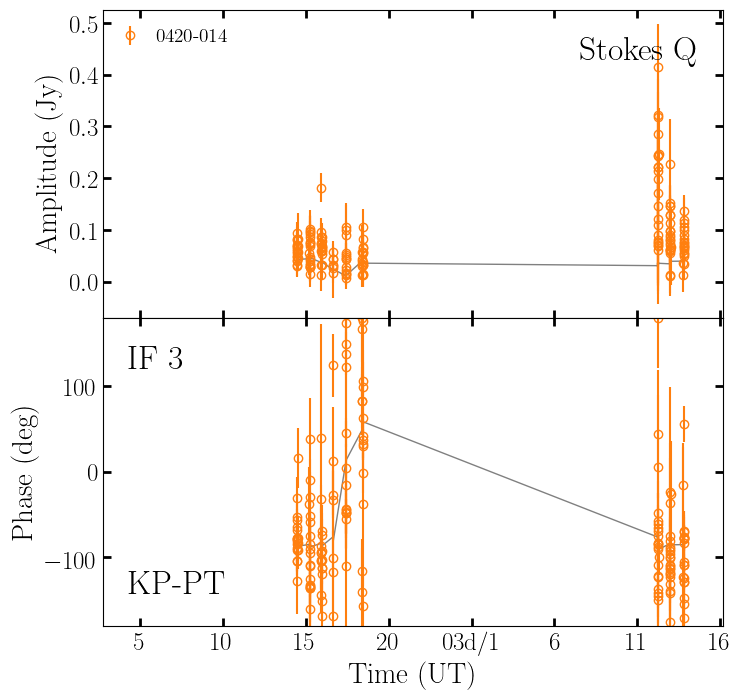 0420-014
Stokes Q
0.5
0.4
0.3
0.2
0.1
0.0
Amplitude (Jy)
IF 3
100
0
−100
Phase (deg)
KP-PT
5 10 15 20 03d/1 6 11 16
Time (UT)